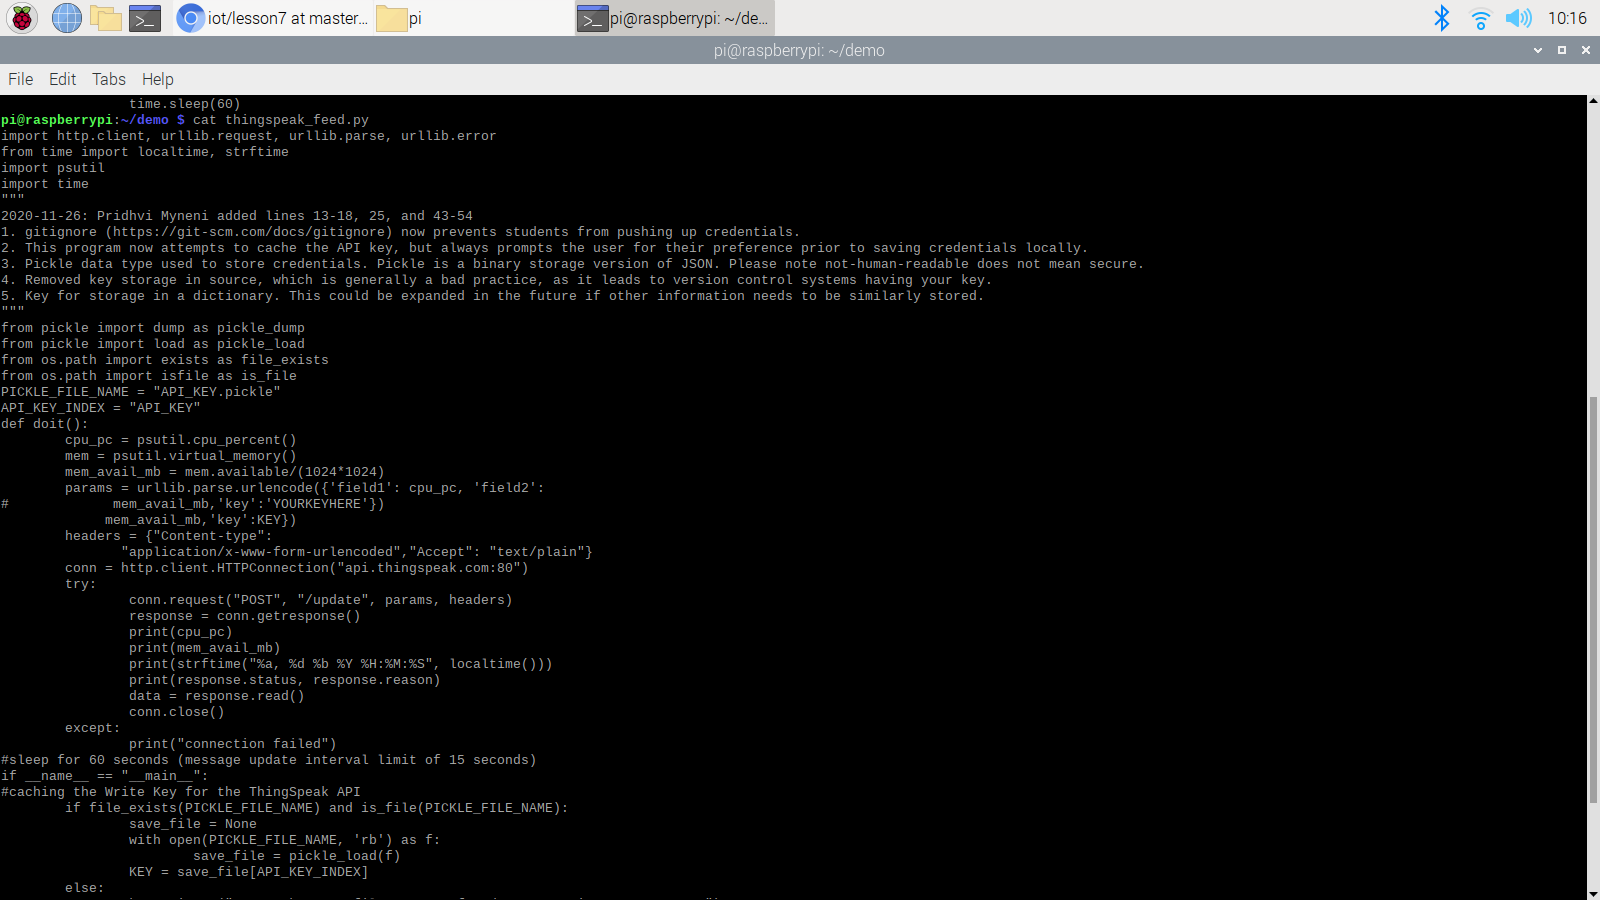 iot/lesson7 at master...
pi
pi@raspberrypi: ~/de...
10:16
pi@raspberrypi: ~/demo
File Edit Tabs Help
                time.sleep(60)
pi@raspberrypi:~/demo $ cat thingspeak_feed.py
import http.client, urllib.request, urllib.parse, urllib.error
from time import localtime, strftime
import psutil
import time
"""
2020-11-26: Pridhvi Myneni added lines 13-18, 25, and 43-54
1. gitignore (https://git-scm.com/docs/gitignore) now prevents students from pushing up credentials.
2. This program now attempts to cache the API key, but always prompts the user for their preference prior to saving credentials locally.
3. Pickle data type used to store credentials. Pickle is a binary storage version of JSON. Please note not-human-readable does not mean secure.
4. Removed key storage in source, which is generally a bad practice, as it leads to version control systems having your key.
5. Key for storage in a dictionary. This could be expanded in the future if other information needs to be similarly stored.
"""
from pickle import dump as pickle_dump
from pickle import load as pickle_load
from os.path import exists as file_exists
from os.path import isfile as is_file
PICKLE_FILE_NAME = "API_KEY.pickle"
API_KEY_INDEX = "API_KEY"
def doit():
        cpu_pc = psutil.cpu_percent()
        mem = psutil.virtual_memory()
        mem_avail_mb = mem.available/(1024*1024)
        params = urllib.parse.urlencode({'field1': cpu_pc, 'field2':
#             mem_avail_mb,'key':'YOURKEYHERE'})
             mem_avail_mb,'key':KEY})
        headers = {"Content-type":
               "application/x-www-form-urlencoded","Accept": "text/plain"}
        conn = http.client.HTTPConnection("api.thingspeak.com:80")
        try:
                conn.request("POST", "/update", params, headers)
                response = conn.getresponse()
                print(cpu_pc)
                print(mem_avail_mb)
                print(strftime("%a, %d %b %Y %H:%M:%S", localtime()))
                print(response.status, response.reason)
                data = response.read()
                conn.close()
        except:
                print("connection failed")
#sleep for 60 seconds (message update interval limit of 15 seconds)
if __name__ == "__main__":
#caching the Write Key for the ThingSpeak API
        if file_exists(PICKLE_FILE_NAME) and is_file(PICKLE_FILE_NAME):
                save_file = None
                with open(PICKLE_FILE_NAME, 'rb') as f:
                        save_file = pickle_load(f)
                KEY = save_file[API_KEY_INDEX]
        else: